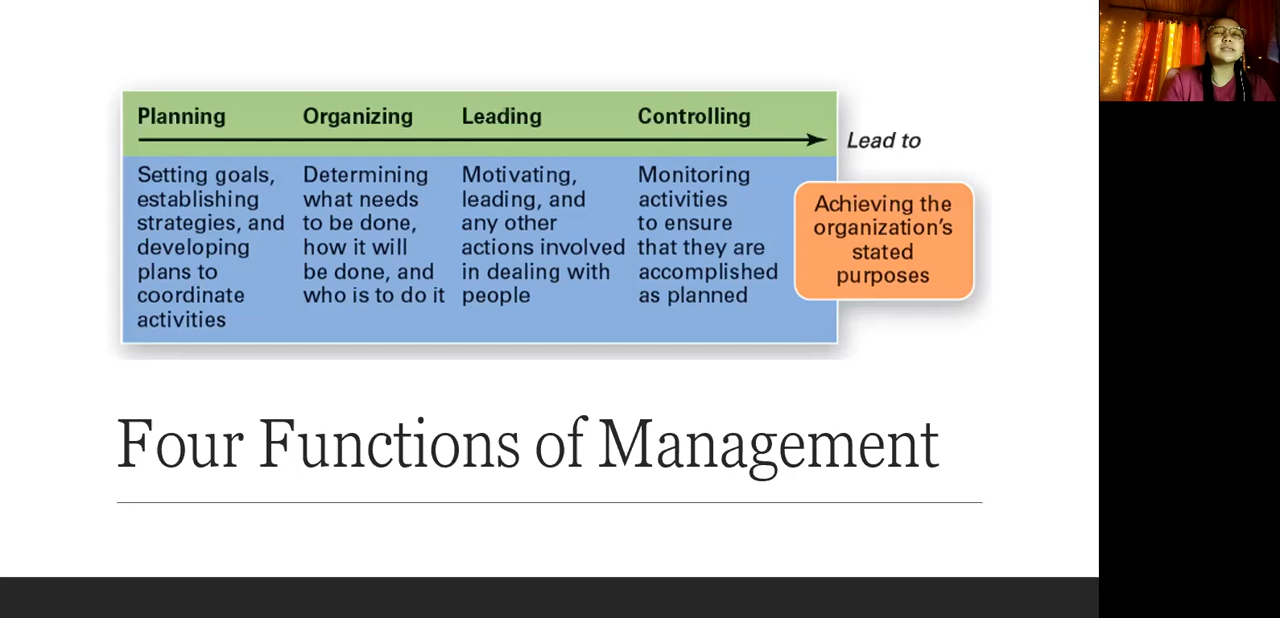 Planning
Organizing
Leading
Controlling
Lead to
Setting goals,
establishing
strategies, and
developing
plans to
coordinate
activities
Determining
what needs
to be done,
how it will
be done, and
who is to do it
Motivating,
leading, and
any other
actions involved
in dealing with
people
Monitoring
activities
to ensure
that they are
accomplished
as planned
Achieving the
organization's
stated
purposes
Four Functions of Management